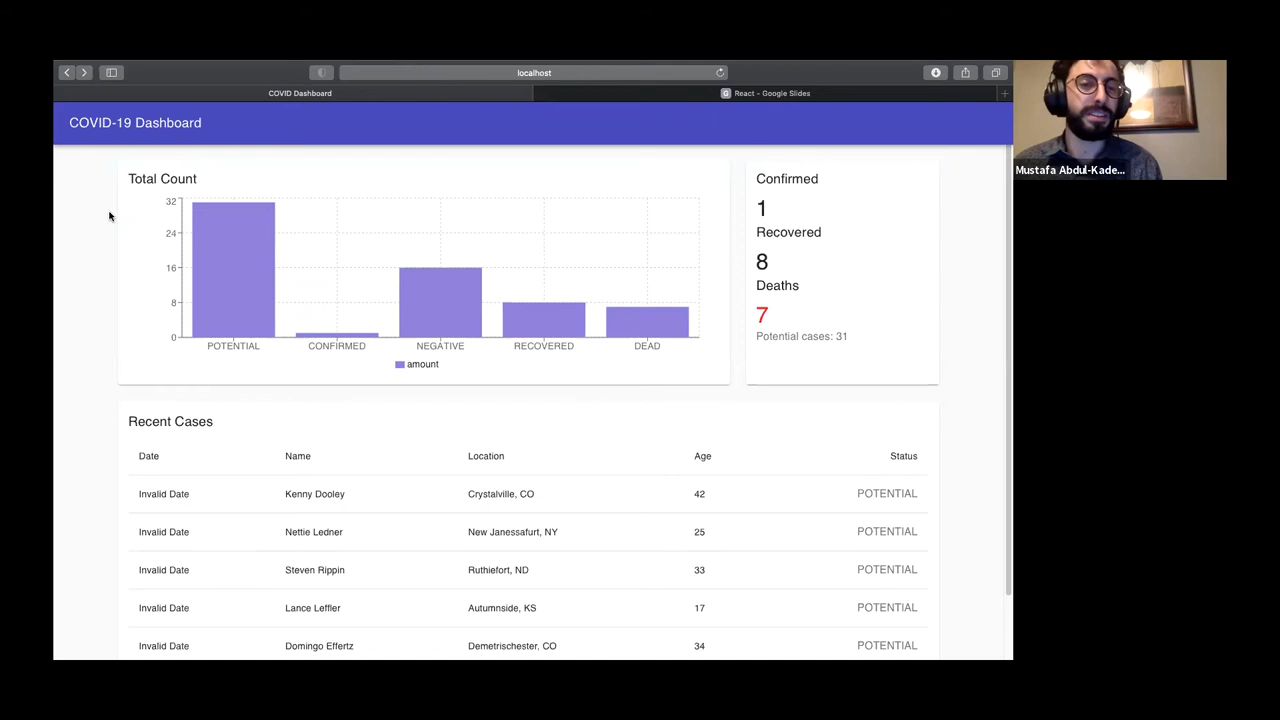 localhost
COVID Dashboard
G React - Google Slides
COVID-19 Dashboard
Mustafa Abdul-Kade...
Total Count
32
24
16
8
0
POTENTIAL CONFIRMED NEGATIVE RECOVERED DEAD
amount
Confirmed
1
Recovered
8
Deaths
7
Potential cases: 31
Recent Cases
Date Name Location Age Status
Invalid Date Kenny Dooley Crystalville, CO 42 POTENTIAL
Invalid Date Nettie Ledner New Janessafurt, NY 25 POTENTIAL
Invalid Date Steven Rippin Ruthiefort, ND 33 POTENTIAL
Invalid Date Lance Leffler Autumnside, KS 17 POTENTIAL
Invalid Date Domingo Effertz Demetrischester, CO 34 POTENTIAL